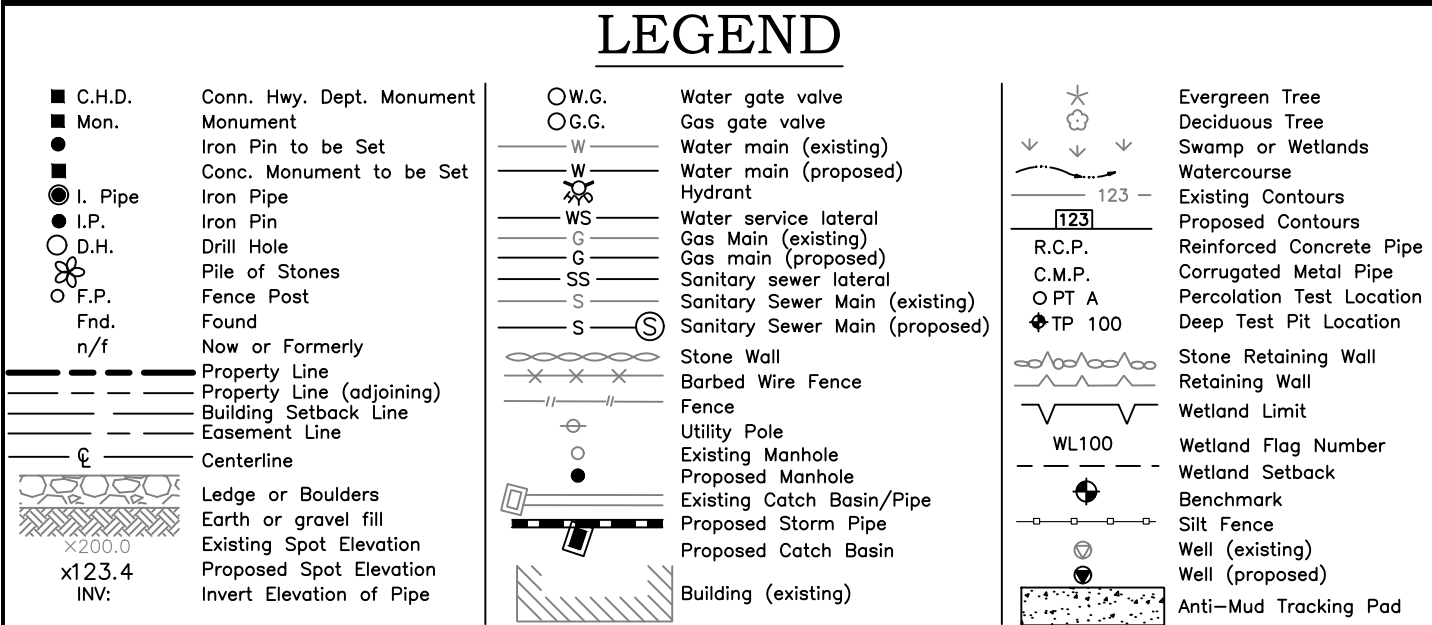 LEGEND
C.H.D. Conn. Hwy. Dept. Monument
Mon. Monument
Iron Pin to be Set
Conc. Monument to be Set
I. Pipe Iron Pipe
I.P. Iron Pin
D.H. Drill Hole
Pile of Stones
F.P. Fence Post
Fnd. Found
n/f Now or Formerly
Property Line
Property Line (adjoining)
Building Setback Line
Easement Line
℄ Centerline
Ledge or Boulders
Earth or gravel fill
×200.0 Existing Spot Elevation
x123.4 Proposed Spot Elevation
INV: Invert Elevation of Pipe
W.G. Water gate valve
G.G. Gas gate valve
W Water main (existing)
W Water main (proposed)
Hydrant
WS Water service lateral
G Gas Main (existing)
G Gas main (proposed)
SS Sanitary sewer lateral
S Sanitary Sewer Main (existing)
S S Sanitary Sewer Main (proposed)
Stone Wall
Barbed Wire Fence
Fence
Utility Pole
Existing Manhole
Proposed Manhole
Existing Catch Basin/Pipe
Proposed Storm Pipe
Proposed Catch Basin
Building (existing)
Evergreen Tree
Deciduous Tree
Swamp or Wetlands
Watercourse
123 Existing Contours
123 Proposed Contours
R.C.P. Reinforced Concrete Pipe
C.M.P. Corrugated Metal Pipe
PT A Percolation Test Location
TP 100 Deep Test Pit Location
Stone Retaining Wall
Retaining Wall
Wetland Limit
WL100 Wetland Flag Number
Wetland Setback
Benchmark
Silt Fence
Well (existing)
Well (proposed)
Anti-Mud Tracking Pad